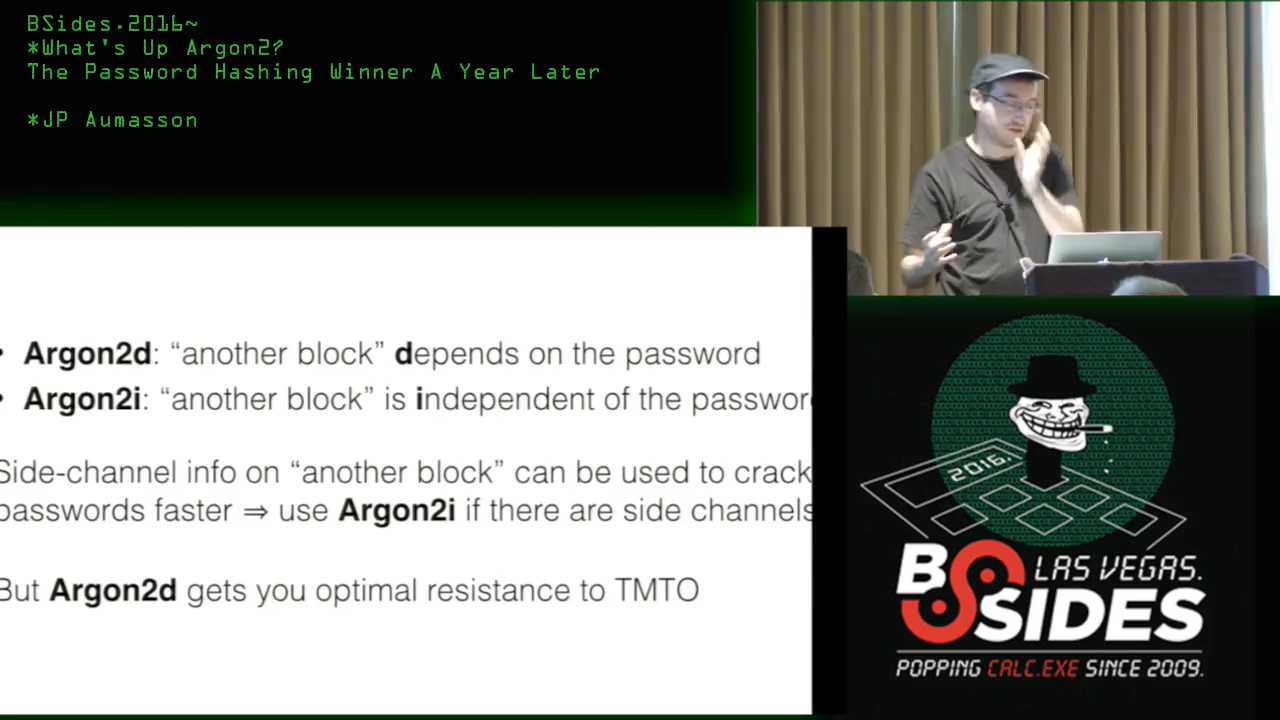 BSides.2016~
*What's Up Argon2?
The Password Hashing Winner A Year Later
*JP Aumasson
• Argon2d: “another block” depends on the password
• Argon2i: “another block” is independent of the passwor
Side-channel info on “another block” can be used to crack
passwords faster ⇒ use Argon2i if there are side channels
But Argon2d gets you optimal resistance to TMTO
2016.
BSIDES
LAS VEGAS.
POPPING CALC.EXE SINCE 2009.